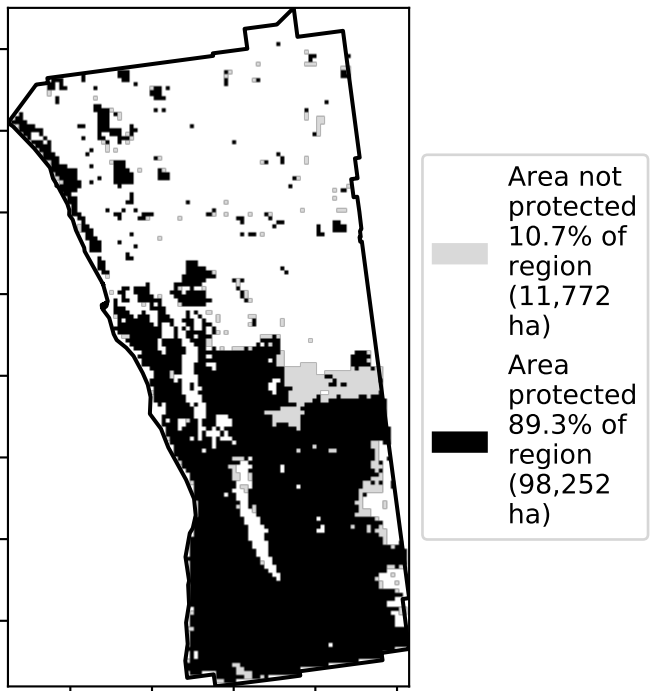 Area not
protected
10.7% of
region
(11,772
ha)
Area
protected
89.3% of
region
(98,252
ha)